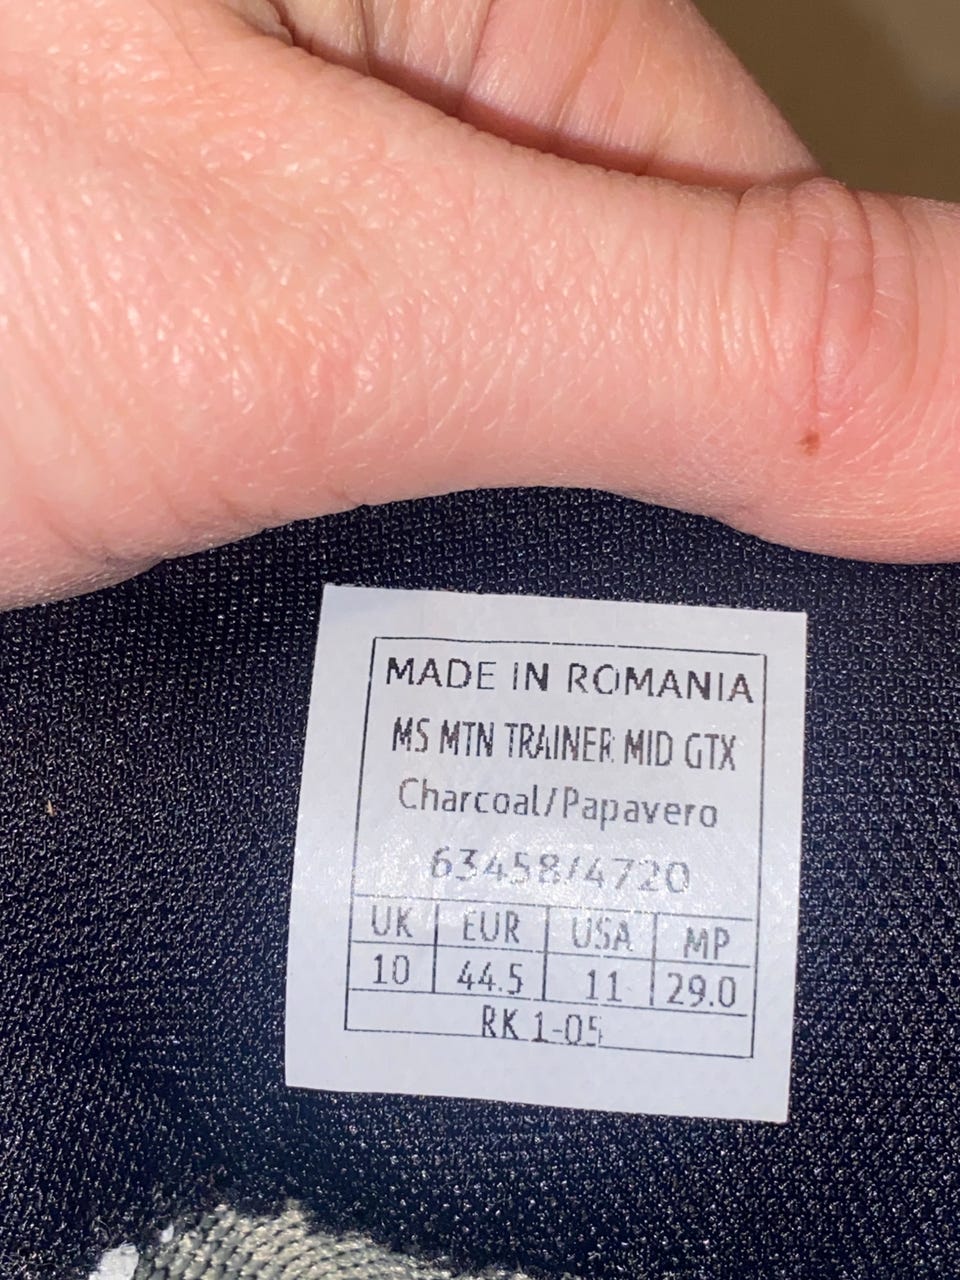 MADE IN ROMANIA
MS MTN TRAINER MID GTX
Charcoal/Papavero
63458/4720
UK EUR USA MP
10 44.5 11 29.0
RK 1-05